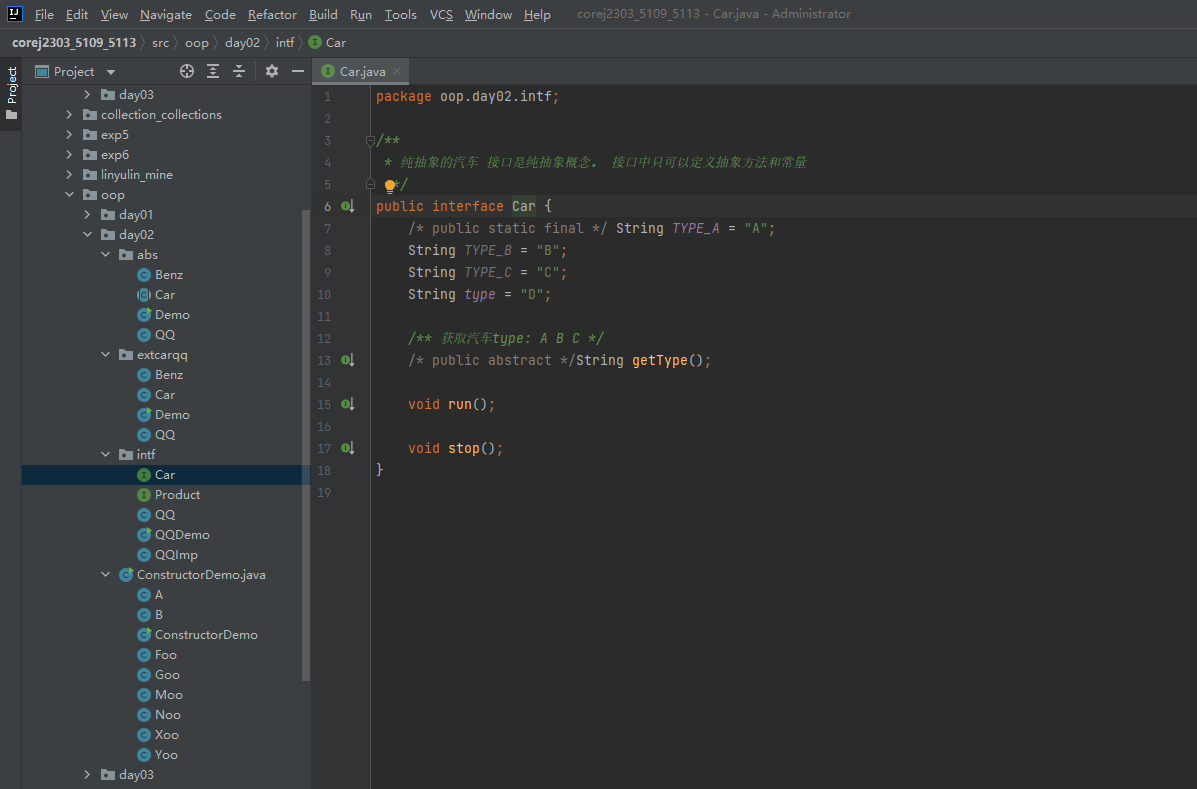 File Edit View Navigate Code Refactor Build Run Tools VCS Window Help corej2303_5109_5113 - Car.java - Administrator
corej2303_5109_5113 src oop day02 intf Car
Project
Project
Car.java
day03
collection_collections
exp5
exp6
linyulin_mine
oop
day01
day02
abs
Benz
Car
Demo
QQ
extcarqq
Benz
Car
Demo
QQ
intf
Car
Product
QQ
QQDemo
QQImp
ConstructorDemo.java
A
B
ConstructorDemo
Foo
Goo
Moo
Noo
Xoo
Yoo
day03
1 package oop.day02.intf;
2
3 /**
4 * 纯抽象的汽车 接口是纯抽象概念. 接口中只可以定义抽象方法和常量
5 */
6 public interface Car {
7 /* public static final */ String TYPE_A = "A";
8 String TYPE_B = "B";
9 String TYPE_C = "C";
10 String type = "D";
11
12 /** 获取汽车type: A B C */
13 /* public abstract */String getType();
14
15 void run();
16
17 void stop();
18 }
19